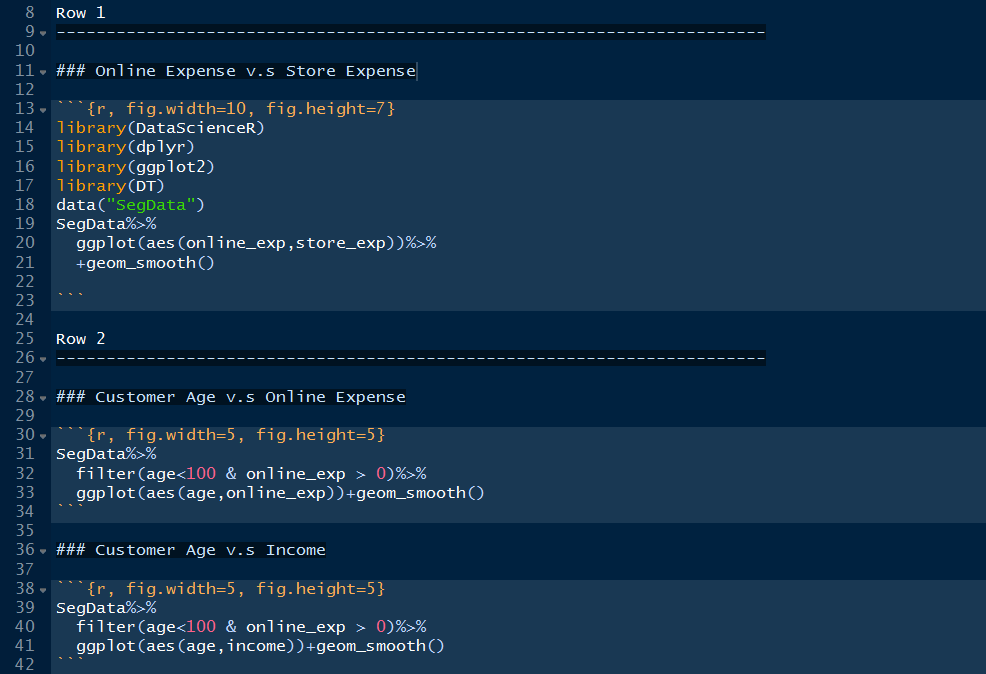 8 Row 1
9 -----------------------------------------------------------------------
10
11 ### Online Expense v.s Store Expense
12
13 ```{r, fig.width=10, fig.height=7}
14 library(DataScienceR)
15 library(dplyr)
16 library(ggplot2)
17 library(DT)
18 data("SegData")
19 SegData%>%
20   ggplot(aes(online_exp,store_exp))%>%
21   +geom_smooth()
22
23 ```
24
25 Row 2
26 -----------------------------------------------------------------------
27
28 ### Customer Age v.s Online Expense
29
30 ```{r, fig.width=5, fig.height=5}
31 SegData%>%
32   filter(age<100 & online_exp > 0)%>%
33   ggplot(aes(age,online_exp))+geom_smooth()
34 ```
35
36 ### Customer Age v.s Income
37
38 ```{r, fig.width=5, fig.height=5}
39 SegData%>%
40   filter(age<100 & online_exp > 0)%>%
41   ggplot(aes(age,income))+geom_smooth()
42 ```